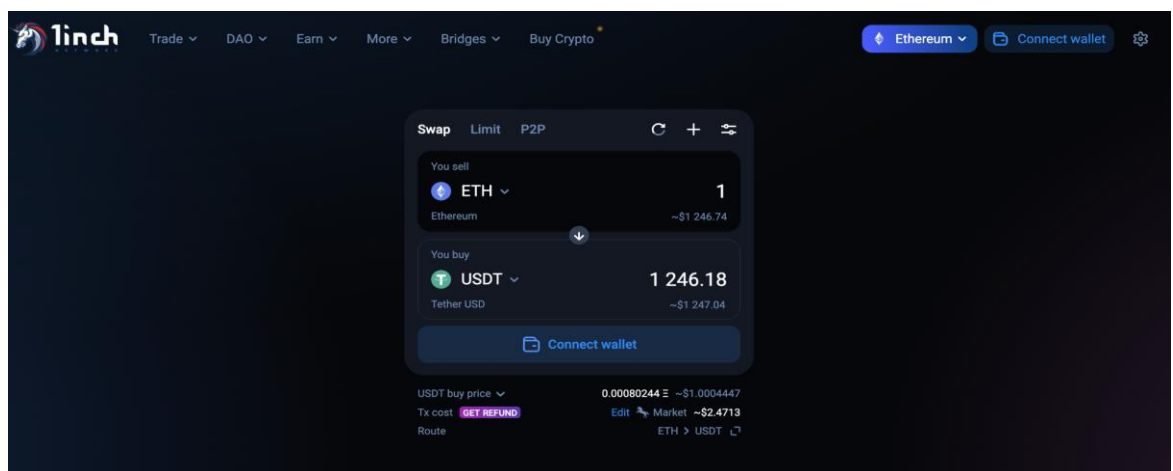 1inch
NETWORK
Trade
DAO
Earn
More
Bridges
Buy Crypto
Ethereum
Connect wallet
Swap Limit P2P
You sell
ETH 1
Ethereum ~$1 246.74
You buy
USDT 1 246.18
Tether USD ~$1 247.04
Connect wallet
USDT buy price 0.00080244 Ξ ~$1.0004447
Tx cost GET REFUND Edit Market ~$2.4713
Route ETH > USDT